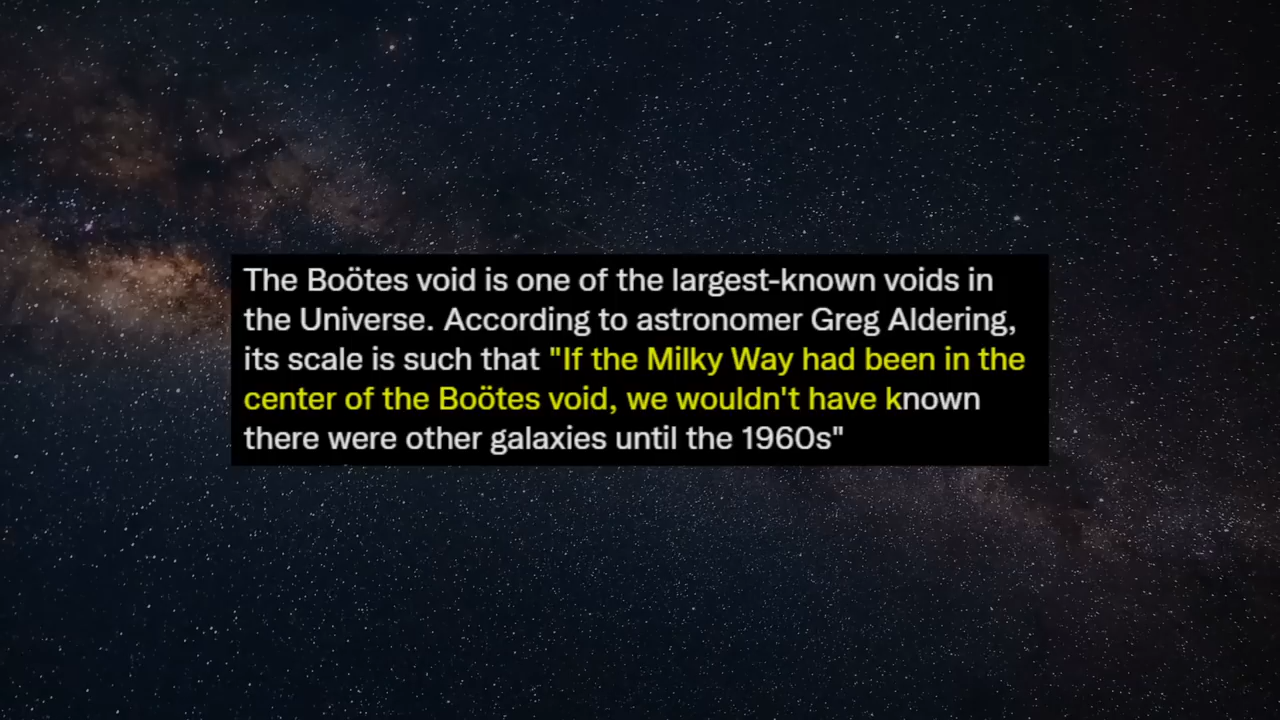 The Boötes void is one of the largest-known voids in
the Universe. According to astronomer Greg Aldering,
its scale is such that "If the Milky Way had been in the
center of the Boötes void, we wouldn't have known
there were other galaxies until the 1960s"